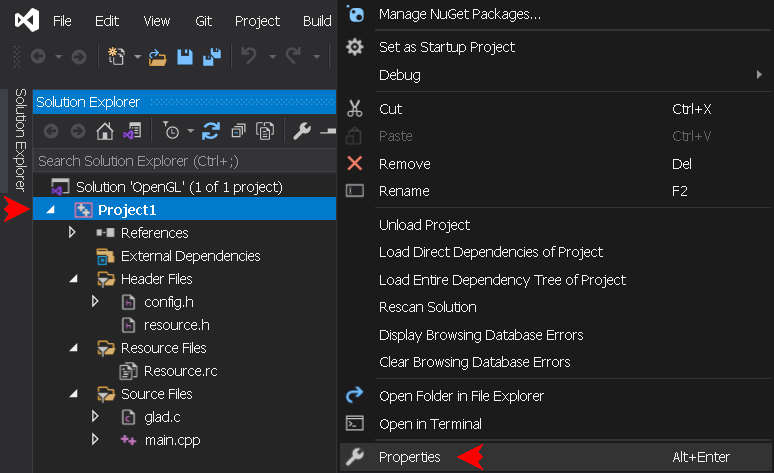 File Edit View Git Project Build
Solution Explorer
Solution Explorer
Search Solution Explorer (Ctrl+;)
Solution 'OpenGL' (1 of 1 project)
Project1
References
External Dependencies
Header Files
config.h
resource.h
Resource Files
Resource.rc
Source Files
glad.c
main.cpp
Manage NuGet Packages...
Set as Startup Project
Debug
Cut Ctrl+X
Paste Ctrl+V
Remove Del
Rename F2
Unload Project
Load Direct Dependencies of Project
Load Entire Dependency Tree of Project
Rescan Solution
Display Browsing Database Errors
Clear Browsing Database Errors
Open Folder in File Explorer
Open in Terminal
Properties Alt+Enter